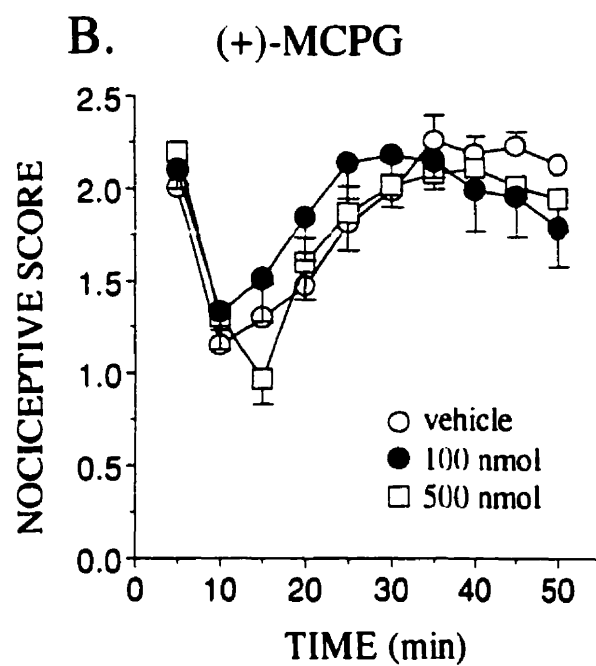 B. (+)-MCPG
NOCICEPTIVE SCORE
2.5
2.0
1.5
1.0
0.5
0.0
vehicle
100 nmol
500 nmol
0 10 20 30 40 50
TIME (min)